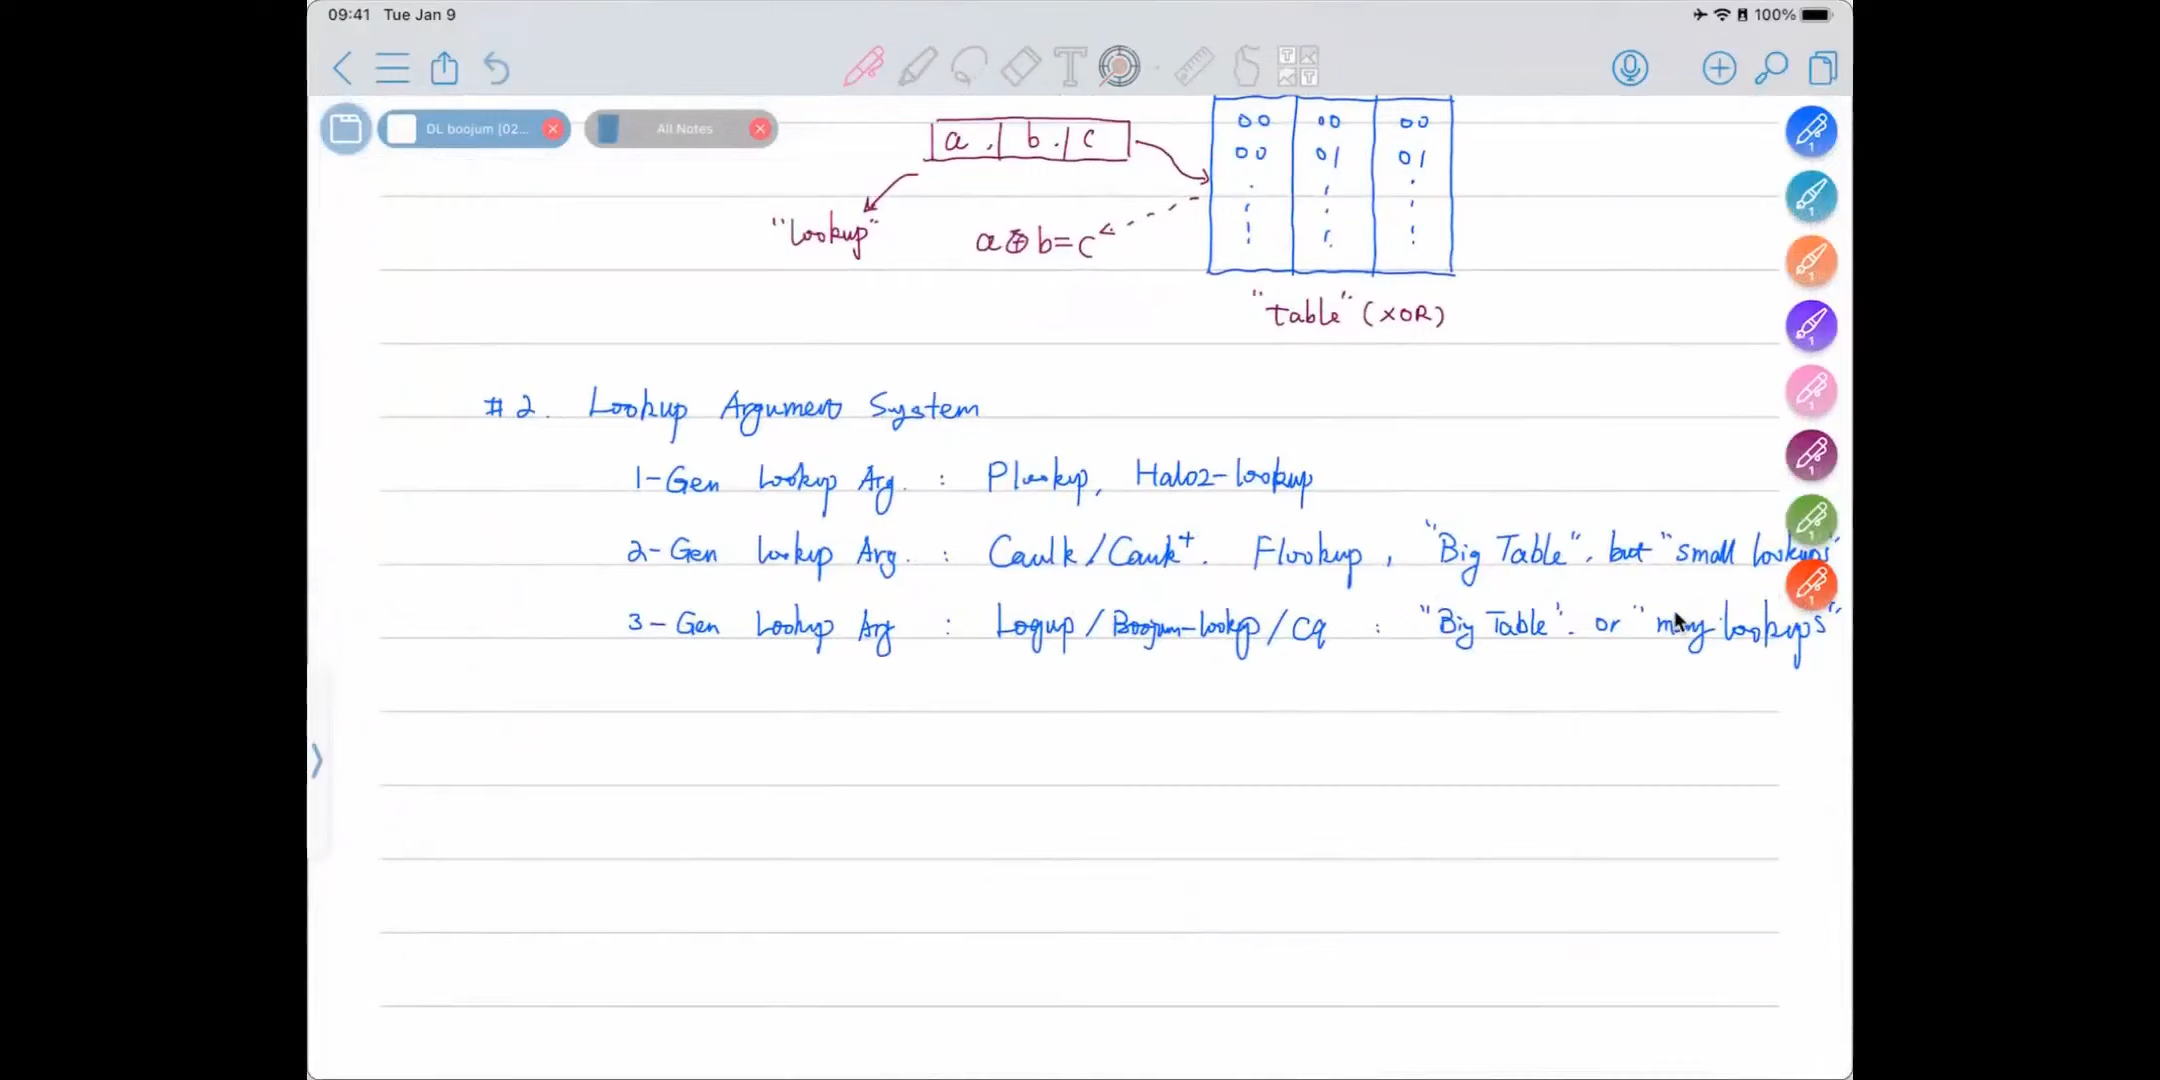 09:41 Tue Jan 9 100%
DL boojum [02... All Notes
a . b . c
00 00 00
00 01 01
"lookup"
a ⊕ b = c
"table" (XOR)
#2. Lookup Argument System
1-Gen Lookup Arg. : Plookup, Halo2-lookup
2-Gen lookup Arg. : Caulk/Caulk+. Flookup, "Big Table", but "small lookups"
3-Gen Lookup Arg : Logup/Boojum-lookup/Cq : "Big Table". or "many lookups"